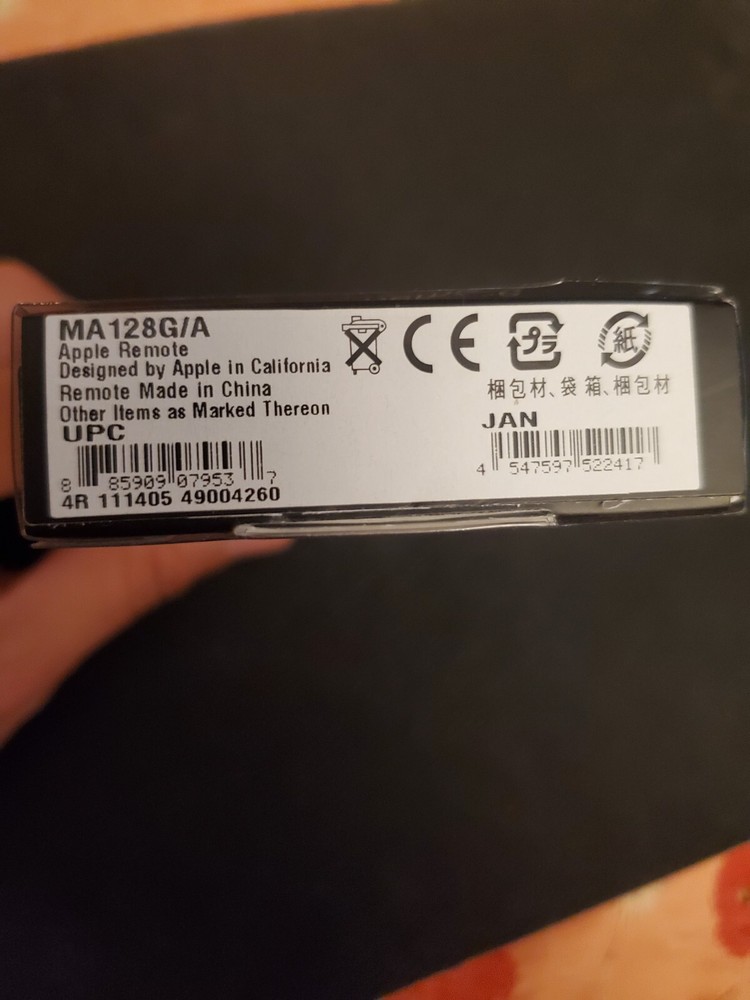 MA128G/A
Apple Remote
Designed by Apple in California
Remote Made in China
Other Items as Marked Thereon
UPC
8 85909 07953 7
4R 111405 49004260
CE
プラ
紙
梱包材、袋 箱、梱包材
JAN
4 547597 522417